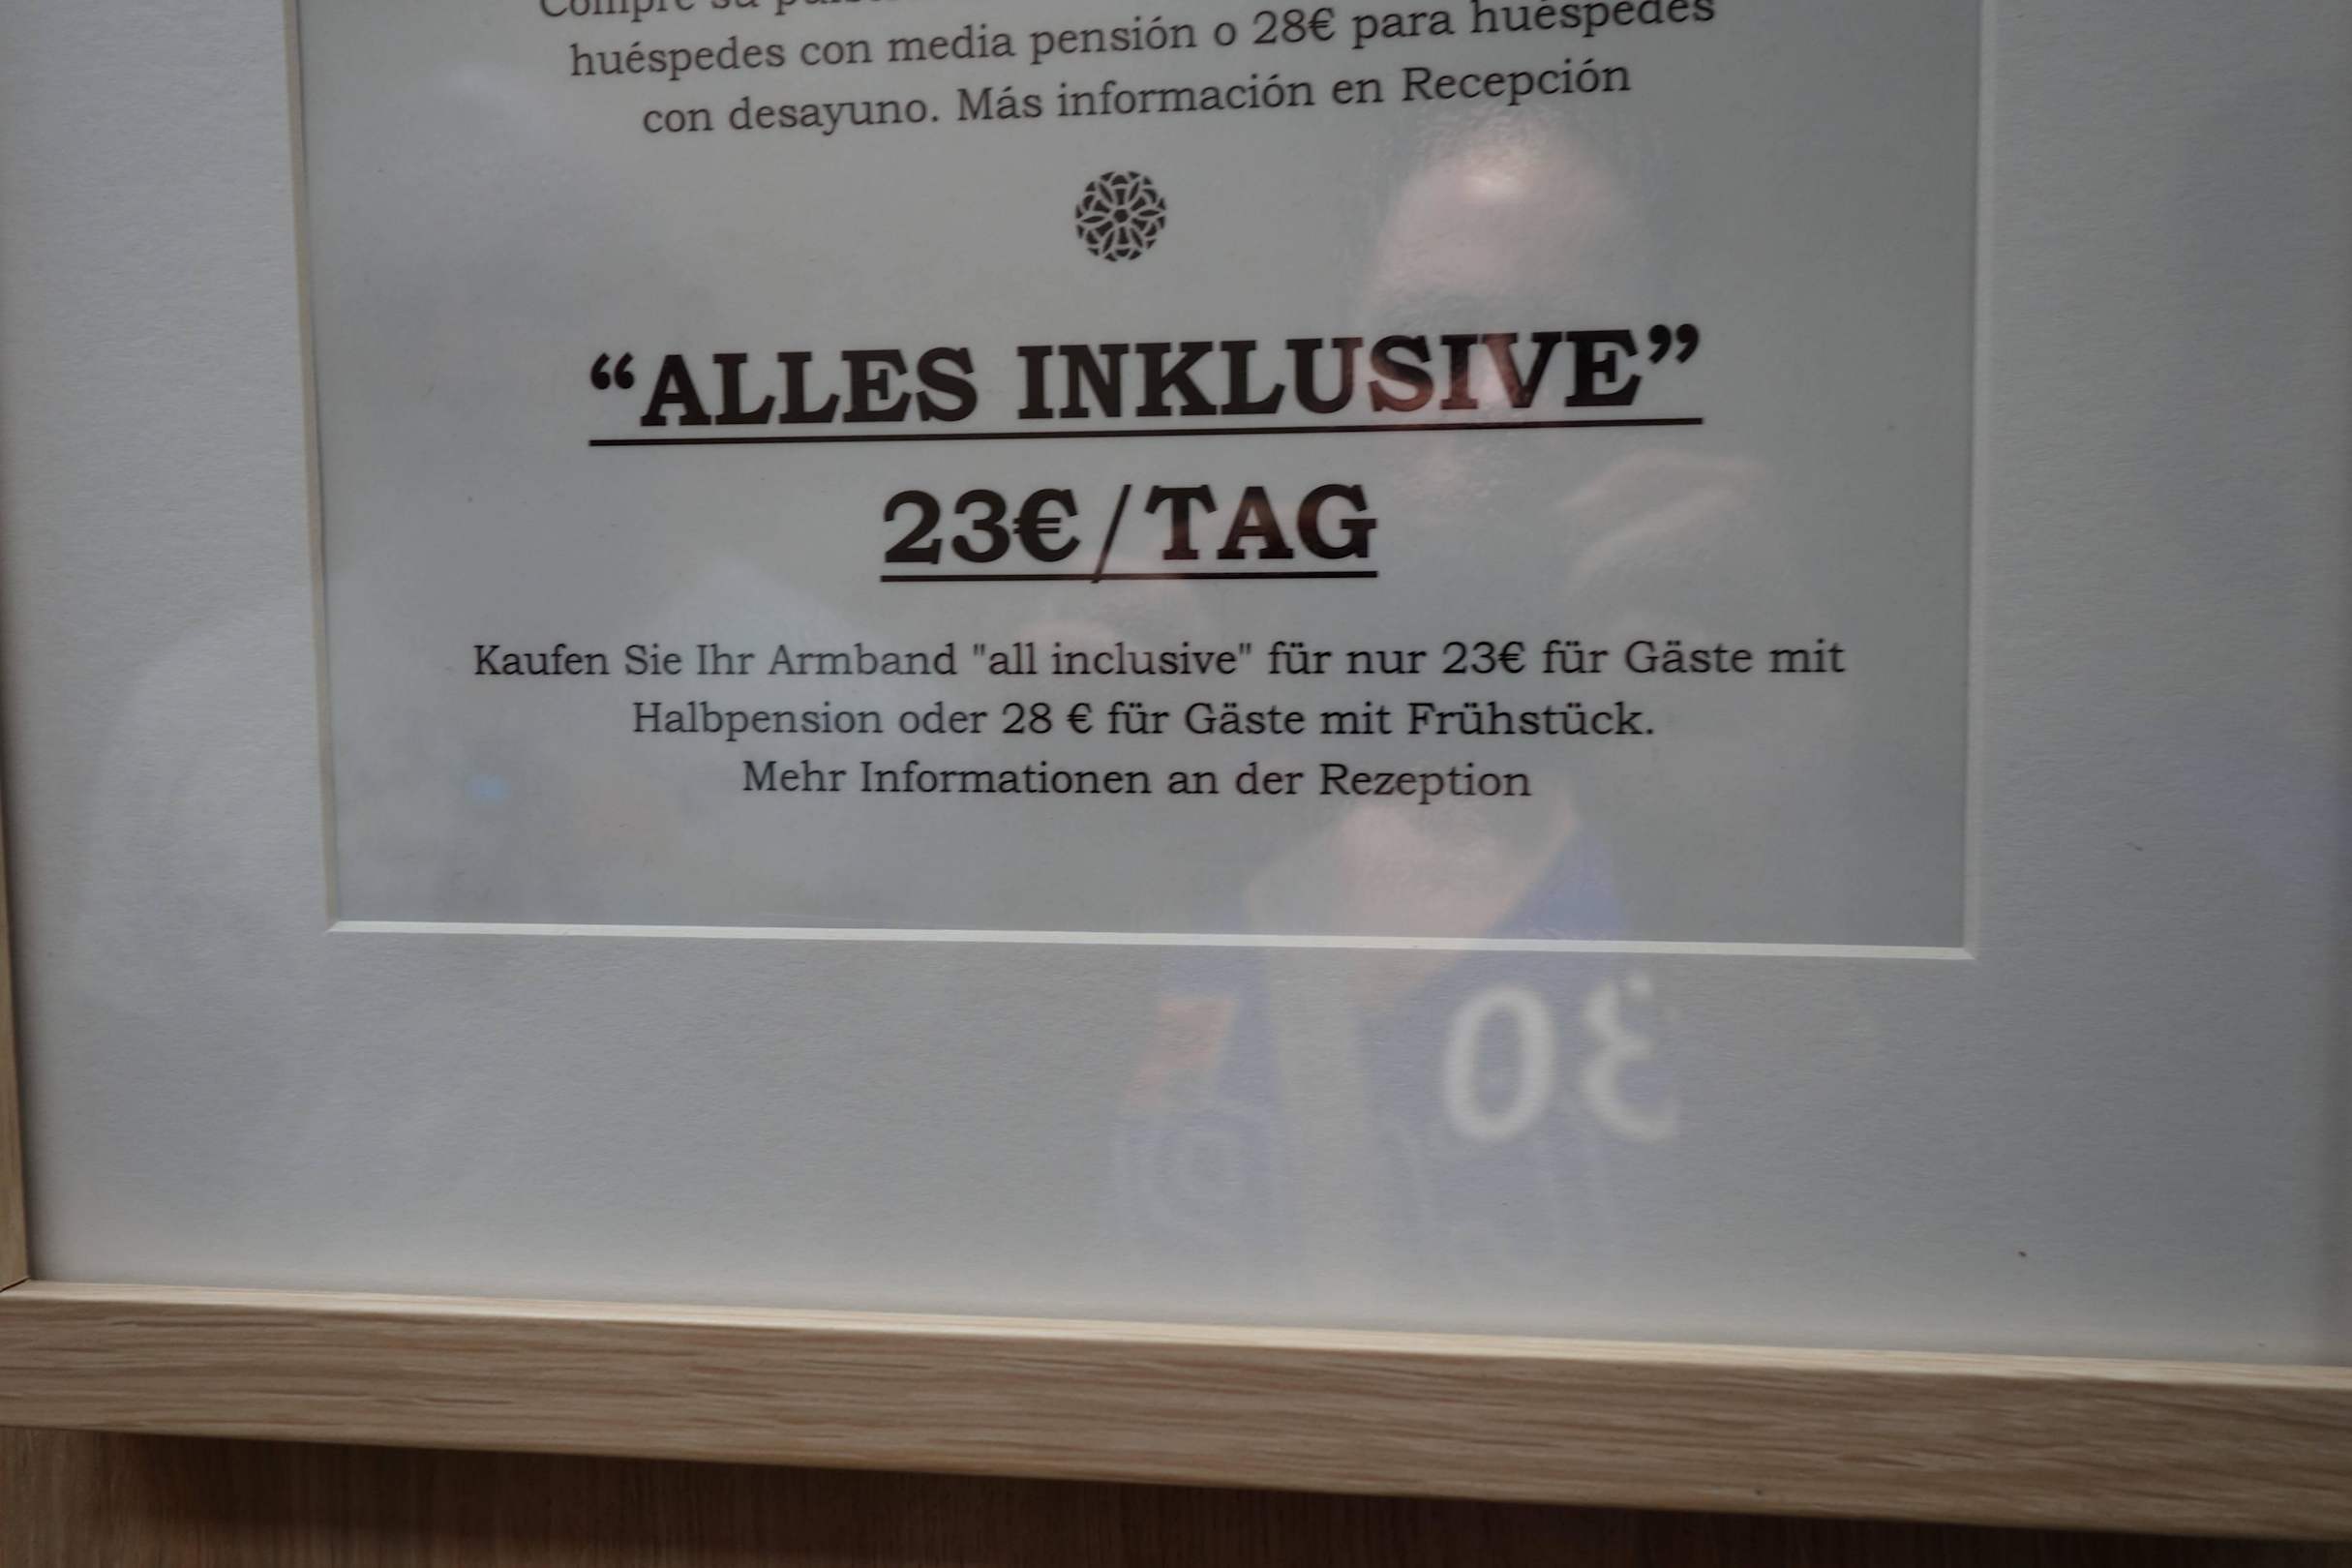 Compre su
huéspedes con media pensión o 28€ para huéspedes
con desayuno. Más información en Recepción
“ALLES INKLUSIVE”
23€/TAG
Kaufen Sie Ihr Armband "all inclusive" für nur 23€ für Gäste mit
Halbpension oder 28 € für Gäste mit Frühstück.
Mehr Informationen an der Rezeption